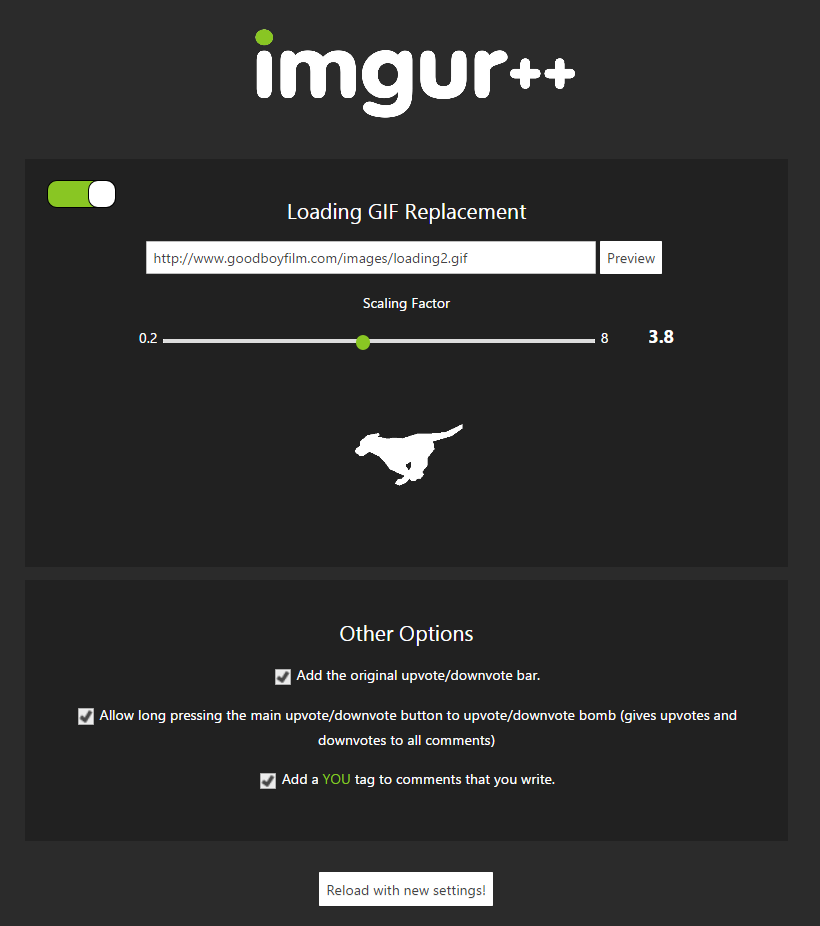 imgur++
Loading GIF Replacement
http://www.goodboyfilm.com/images/loading2.gif Preview
Scaling Factor
0.2 8 3.8
Other Options
Add the original upvote/downvote bar.
Allow long pressing the main upvote/downvote button to upvote/downvote bomb (gives upvotes and
downvotes to all comments)
Add a YOU tag to comments that you write.
Reload with new settings!